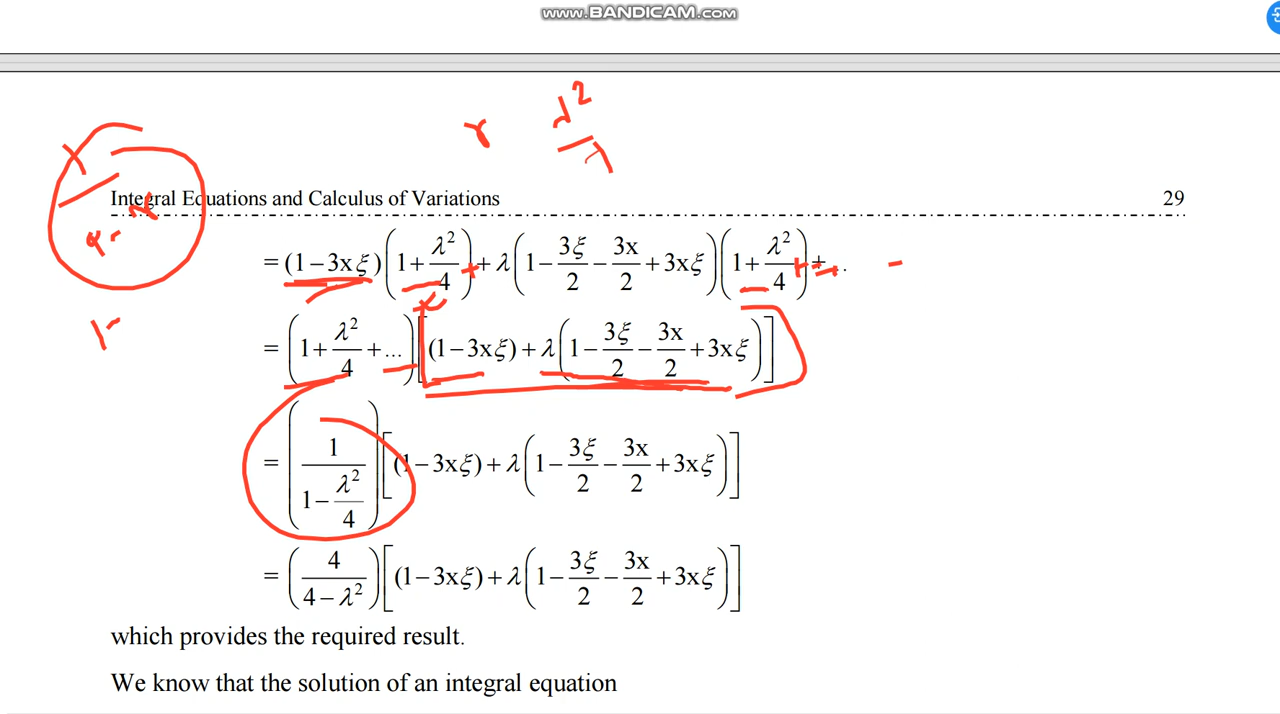 www.BANDICAM.com
r λ²/λ
Integral Equations and Calculus of Variations 29
= (1 − 3xξ)(1 + λ²/4) + λ(1 − 3ξ/2 − 3x/2 + 3xξ)(1 + λ²/4) + ...
= (1 + λ²/4 + ...)[(1 − 3xξ) + λ(1 − 3ξ/2 − 3x/2 + 3xξ)]
= (1/(1 − λ²/4))[(1 − 3xξ) + λ(1 − 3ξ/2 − 3x/2 + 3xξ)]
= (4/(4 − λ²))[(1 − 3xξ) + λ(1 − 3ξ/2 − 3x/2 + 3xξ)]
which provides the required result.
We know that the solution of an integral equation